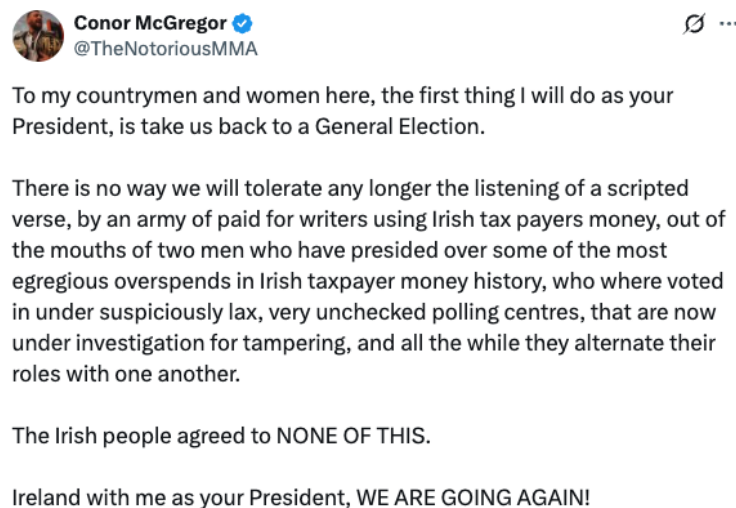 Conor McGregor
@TheNotoriousMMA
To my countrymen and women here, the first thing I will do as your
President, is take us back to a General Election.
There is no way we will tolerate any longer the listening of a scripted
verse, by an army of paid for writers using Irish tax payers money, out of
the mouths of two men who have presided over some of the most
egregious overspends in Irish taxpayer money history, who where voted
in under suspiciously lax, very unchecked polling centres, that are now
under investigation for tampering, and all the while they alternate their
roles with one another.
The Irish people agreed to NONE OF THIS.
Ireland with me as your President, WE ARE GOING AGAIN!